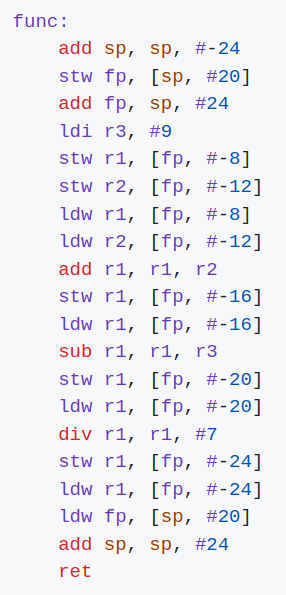 func:
    add sp, sp, #-24
    stw fp, [sp, #20]
    add fp, sp, #24
    ldi r3, #9
    stw r1, [fp, #-8]
    stw r2, [fp, #-12]
    ldw r1, [fp, #-8]
    ldw r2, [fp, #-12]
    add r1, r1, r2
    stw r1, [fp, #-16]
    ldw r1, [fp, #-16]
    sub r1, r1, r3
    stw r1, [fp, #-20]
    ldw r1, [fp, #-20]
    div r1, r1, #7
    stw r1, [fp, #-24]
    ldw r1, [fp, #-24]
    ldw fp, [sp, #20]
    add sp, sp, #24
    ret